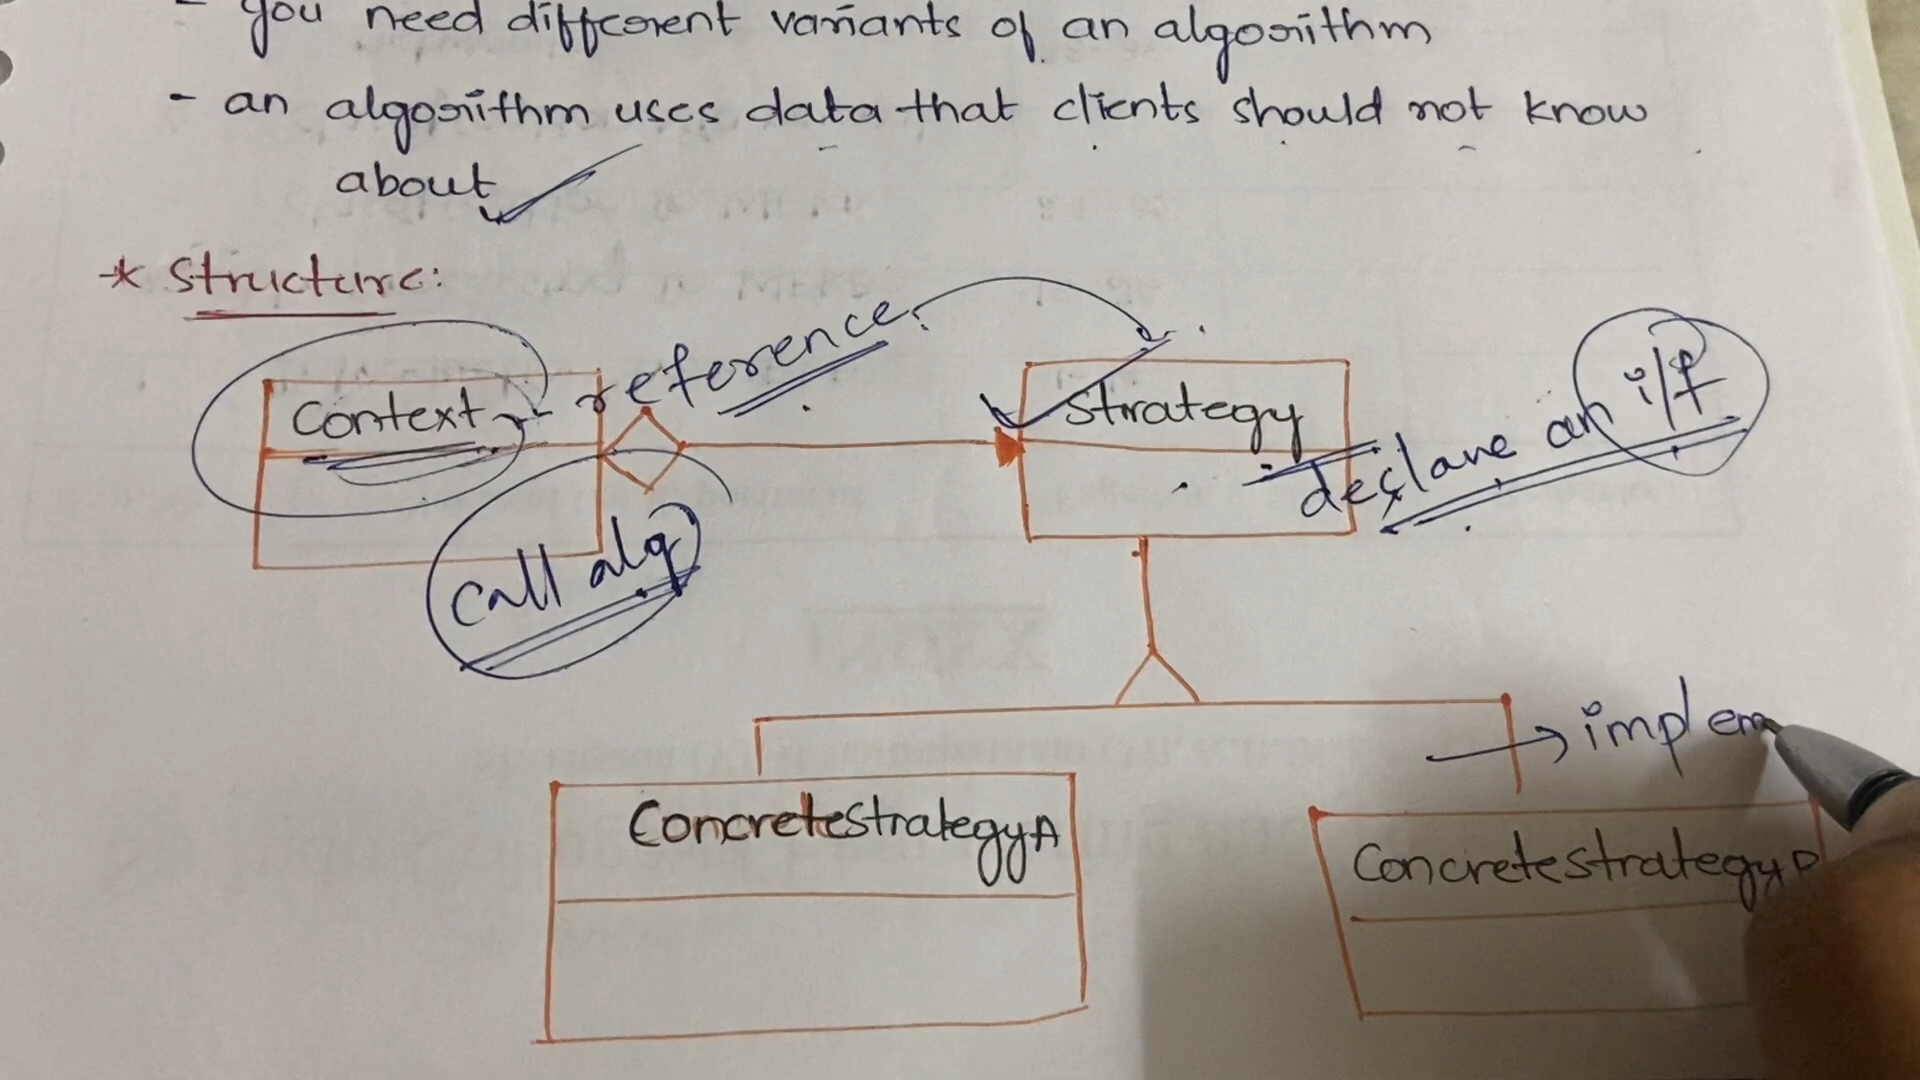 - you need different variants of an algorithm
- an algorithm uses data that clients should not know
about
* Structure:
reference
Context
Strategy
declare an i/f
call alg
implem
ConcretestrategyA
Concretestrategy